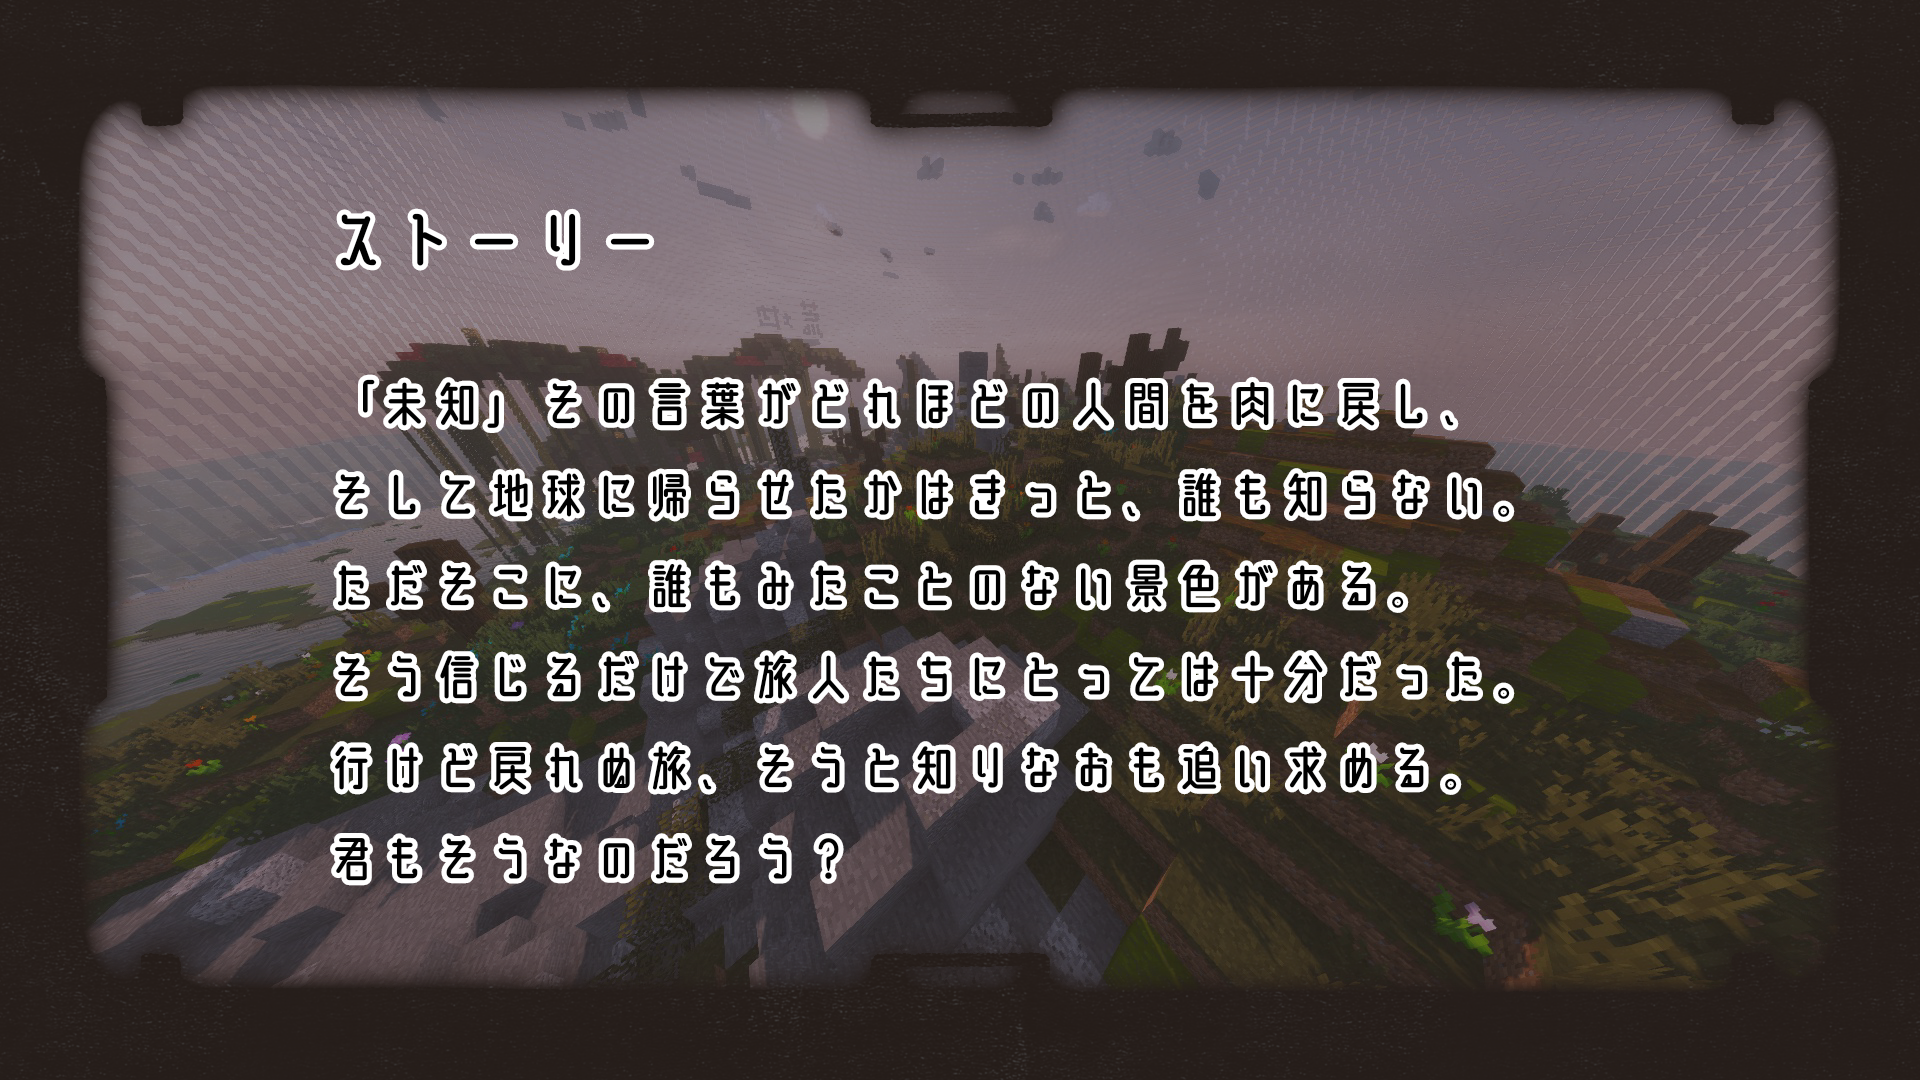 ストーリー
「未知」その言葉がどれほどの人間を肉に戻し、
そして地球に帰らせたかはきっと、誰も知らない。
ただそこに、誰もみたことのない景色がある。
そう信じるだけで旅人たちにとっては十分だった。
行けど戻れぬ旅、そうと知りなおも追い求める。
君もそうなのだろう?